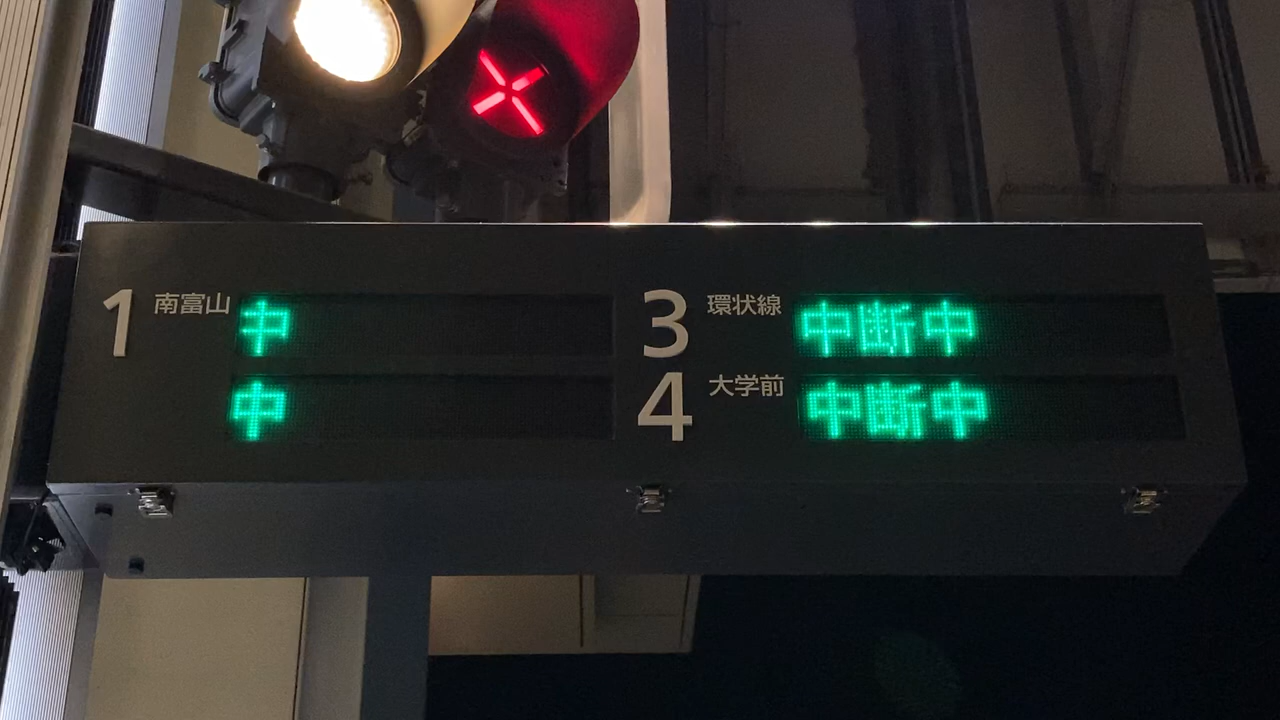 1 南富山 中
中
3 環状線 中断中
4 大学前 中断中